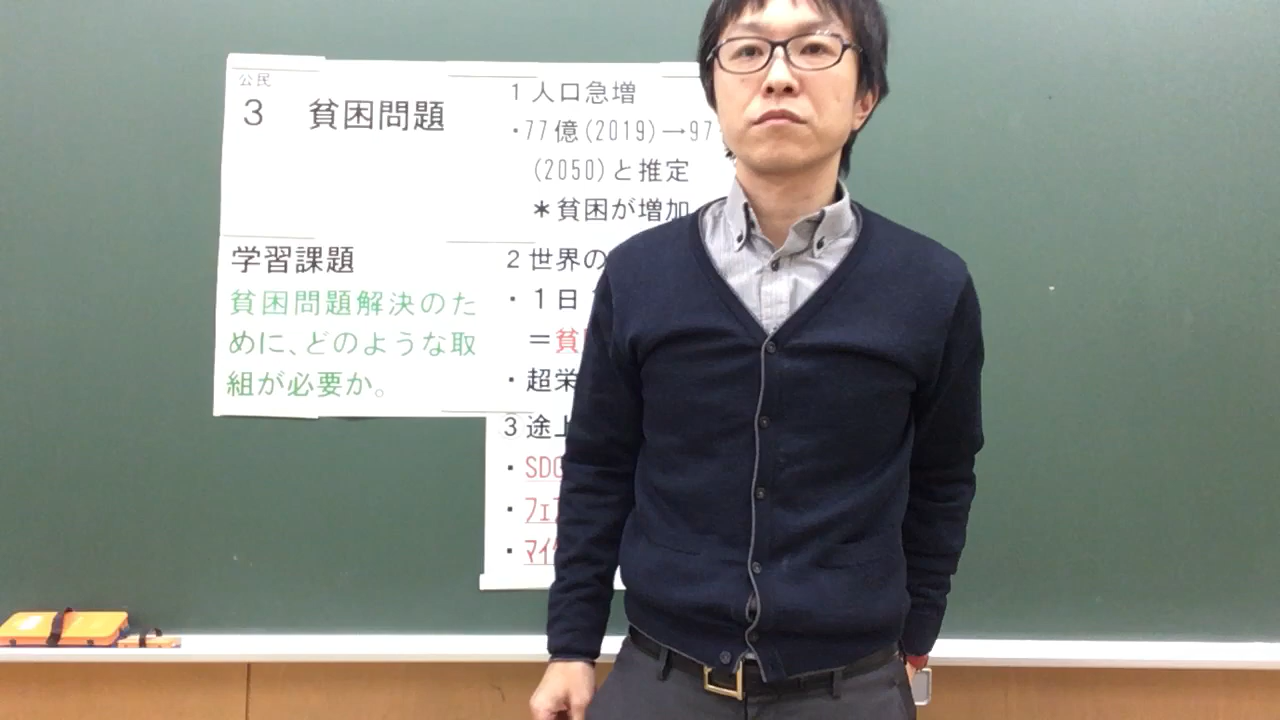 公民
3 貧困問題
学習課題
貧困問題解決のた
めに、どのような取
組が必要か。
1 人口急増
・77億(2019)→97
(2050)と推定
＊貧困が増加
2 世界の
・1日
＝貧
・超栄
3 途上
・SDG
・フェ
・マイ